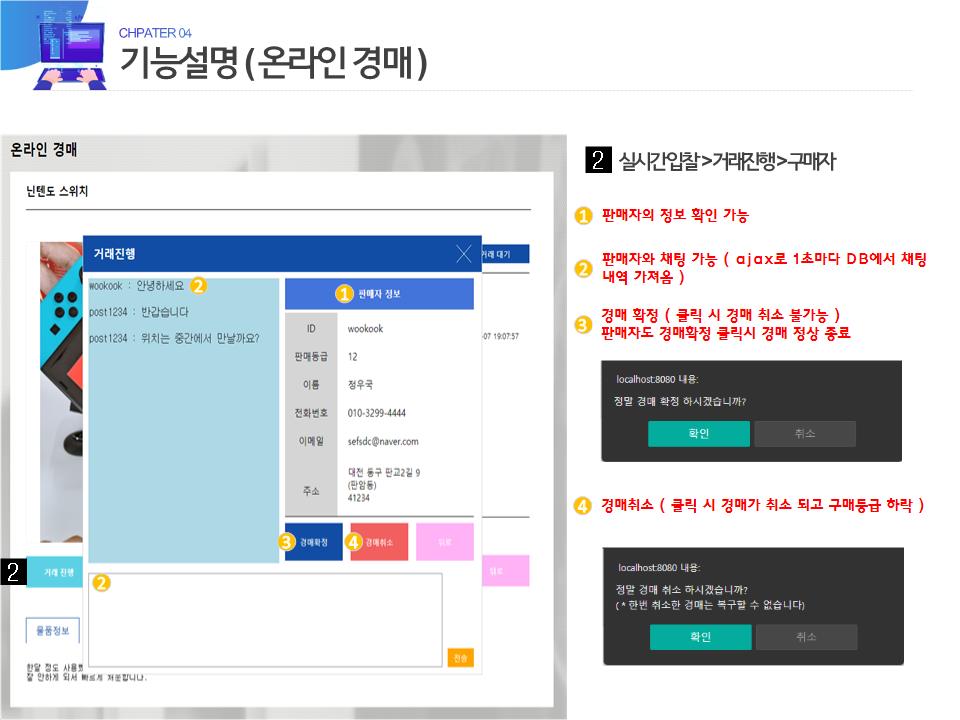 CHPATER 04
기능설명 ( 온라인 경매 )
온라인 경매
닌텐도 스위치
거래진행
거래 대기
wookook : 안녕하세요 2
post1234 : 반갑습니다
post1234 : 위치는 중간에서 만날까요?
1 판매자 정보
ID wookook
-07 19:07:57
판매등급 12
이름 정우국
전화번호 010-3299-4444
이메일 sefsdc@naver.com
주소 대전 동구 판교2길 9
(판암동)
41234
3 경매확정
4 경매취소
뒤로
2 거래 진행
2
뒤로
전송
물품정보
한달 정도 사용
잘 안하게 되서 빠르게 처분합니다.
2 실시간입찰>거래진행>구매자
1 판매자의 정보 확인 가능
2 판매자와 채팅 가능 ( ajax로 1초마다 DB에서 채팅
내역 가져옴 )
3 경매 확정 ( 클릭 시 경매 취소 불가능 )
판매자도 경매확정 클릭시 경매 정상 종료
localhost:8080 내용:
정말 경매 확정 하시겠습니까?
확인 취소
4 경매취소 ( 클릭 시 경매가 취소 되고 구매등급 하락 )
localhost:8080 내용:
정말 경매 취소 하시겠습니까?
( * 한번 취소한 경매는 복구할 수 없습니다)
확인 취소